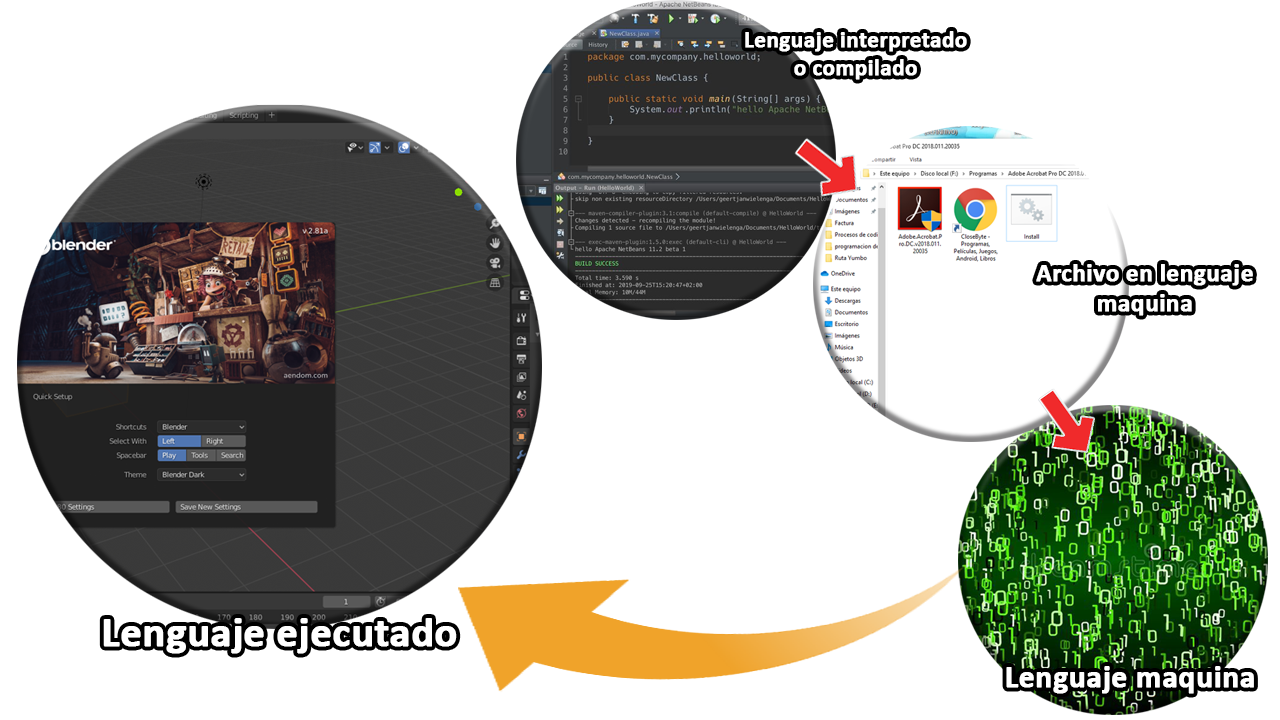 World - Apache NetBeans
NewClass.java
History
1 package com.mycompany.helloworld;
2
3 public class NewClass {
4
5 public static void main(String[] args) {
6 System.out.println("hello Apache NetB
7 }
8
9 }
10
com.mycompany.helloworld.NewClass
Output - Run (HelloWorld)
skip non existing resourceDirectory /Users/geertjanwielenga/Documents/Hello
--- maven-compiler-plugin:3.1:compile (default-compile) @ HelloWorld ---
Changes detected - recompiling the module!
Compiling 1 source file to /Users/geertjanwielenga/Documents/HelloWorld/
--- exec-maven-plugin:1.5.0:exec (default-cli) @ HelloWorld ---
hello Apache NetBeans 11.2 beta 1
BUILD SUCCESS
Total time: 3.590 s
inished at: 2019-09-25T15:20:47+02:00
Memory: 10M/44M
Lenguaje interpretado
o compilado
obat Pro DC 2018.011.20035
ompartir Vista
Este equipo > Disco local (F:) > Programas > Adobe Acrobat Pro DC 2018.0
Documentos
Imágenes
Factura
Procesos de codi
programacion de
Ruta Yumbo
OneDrive
Este equipo
Descargas
Documentos
Escritorio
Imágenes
Música
Objetos 3D
local (C:)
Adobe.Acrobat.P
ro.DC.v2018.011.
20035
CloseByte -
Programas,
Películas, Juegos,
Android, Libros
Install
Archivo en lenguaje
maquina
Scripting +
blender
v 2.81a
aendom.com
Quick Setup
Shortcuts Blender
Select With Left Right
Spacebar Play Tools Search
Theme Blender Dark
Settings
Save New Settings
1
170 180 190 200
Lenguaje ejecutado
Lenguaje maquina